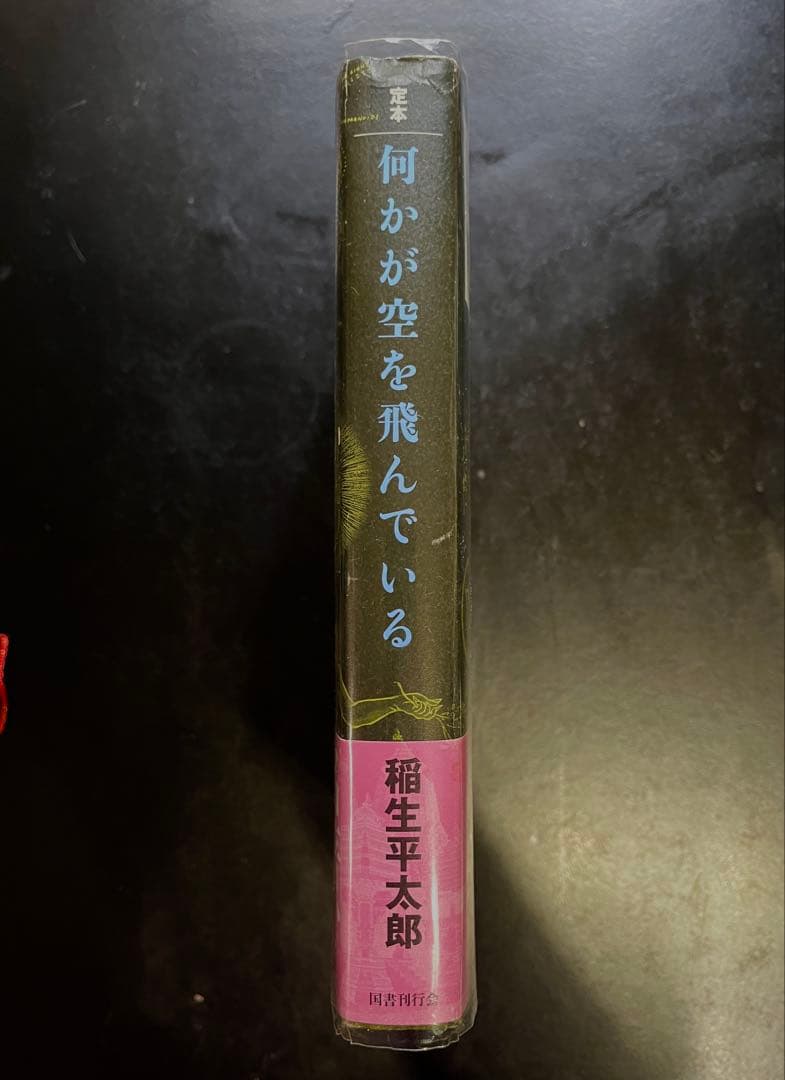 定本
何かが空を飛んでいる
稲生平太郎
国書刊行会